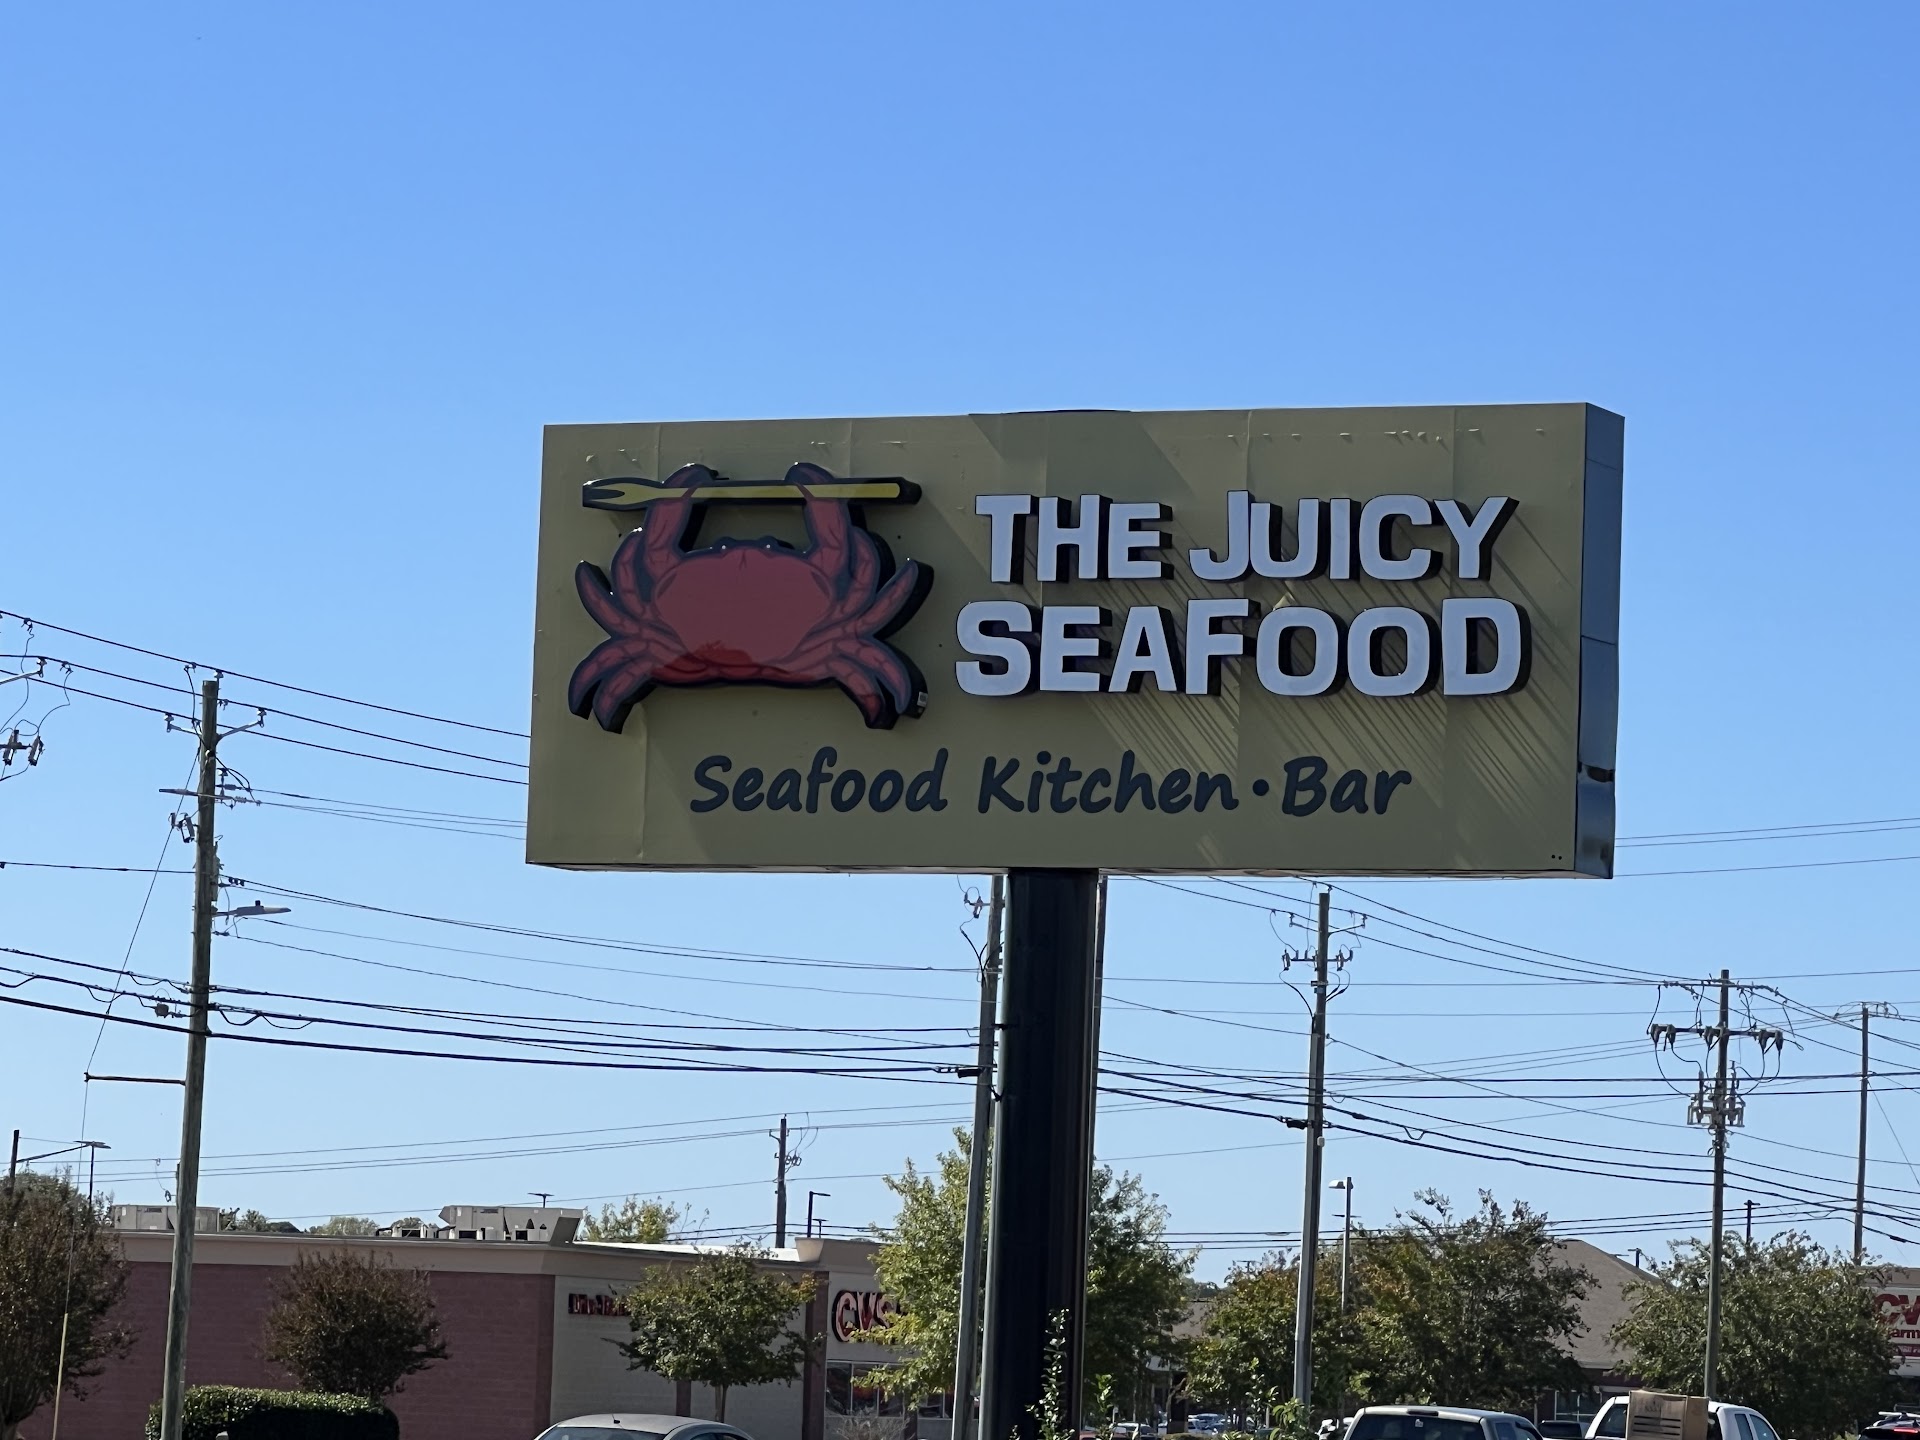 THE JUICY
SEAFOOD
Seafood Kitchen • Bar
CVS